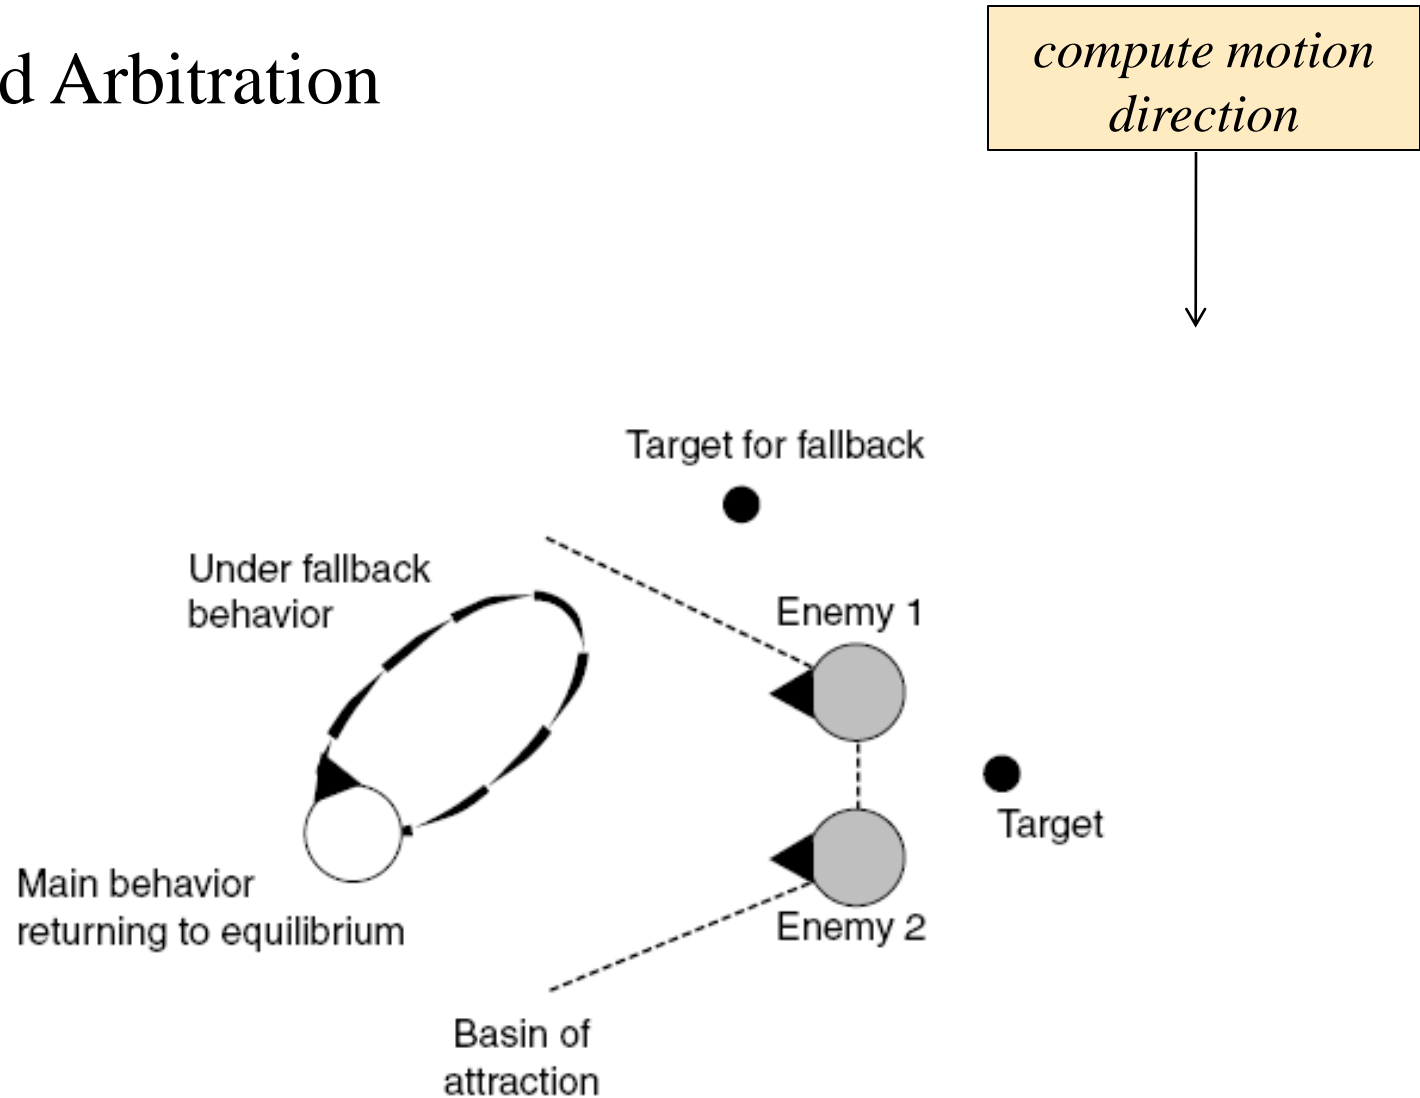 d Arbitration
compute motion
direction
Target for fallback
Under fallback
behavior
Enemy 1
Target
Main behavior
returning to equilibrium
Enemy 2
Basin of
attraction